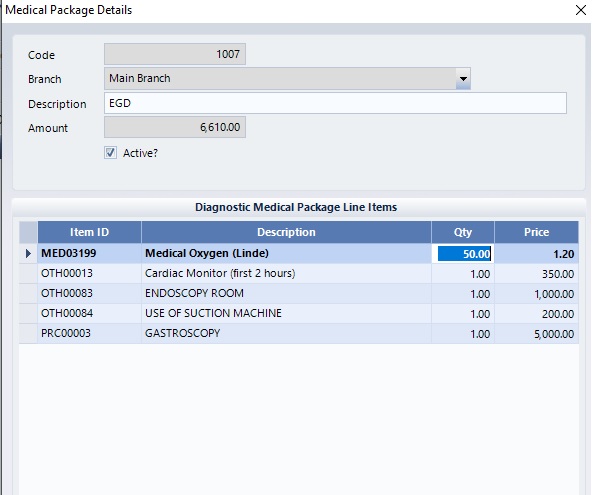 Medical Package Details
Code 1007
Branch Main Branch
Description EGD
Amount 6,610.00
Active?
Diagnostic Medical Package Line Items
Item ID Description Qty Price
MED03199 Medical Oxygen (Linde) 50.00 1.20
OTH00013 Cardiac Monitor (first 2 hours) 1.00 350.00
OTH00083 ENDOSCOPY ROOM 1.00 1,000.00
OTH00084 USE OF SUCTION MACHINE 1.00 200.00
PRC00003 GASTROSCOPY 1.00 5,000.00